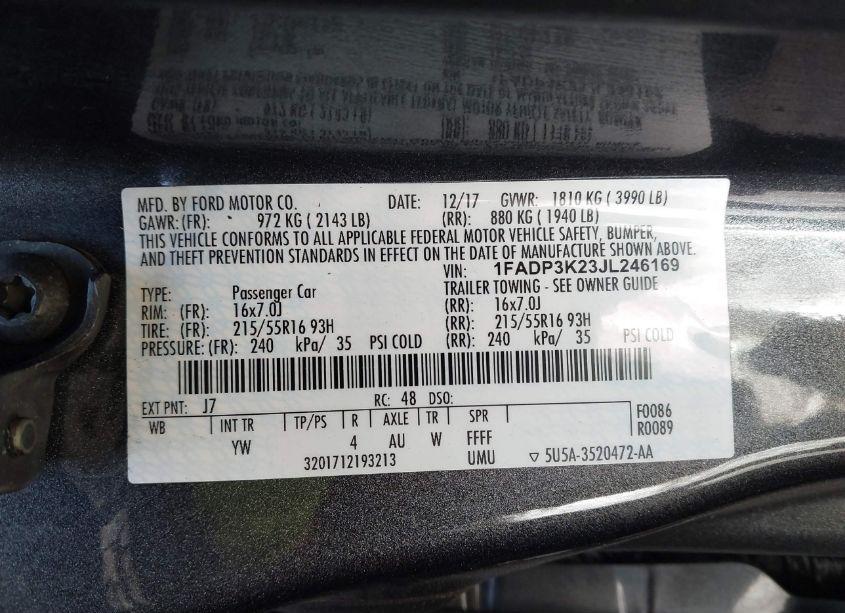 MFD. BY FORD MOTOR CO. DATE: 12/17 GVWR: 1810 KG ( 3990 LB)
GAWR: (FR): 972 KG ( 2143 LB) (RR): 880 KG ( 1940 LB)
THIS VEHICLE CONFORMS TO ALL APPLICABLE FEDERAL MOTOR VEHICLE SAFETY, BUMPER,
AND THEFT PREVENTION STANDARDS IN EFFECT ON THE DATE OF MANUFACTURE SHOWN ABOVE.
VIN: 1FADP3K23JL246169
TYPE: Passenger Car TRAILER TOWING - SEE OWNER GUIDE
RIM: (FR): 16x7.0J (RR): 16x7.0J
TIRE: (FR): 215/55R16 93H (RR): 215/55R16 93H
PRESSURE: (FR): 240 kPa/ 35 PSI COLD (RR): 240 kPa/ 35 PSI COLD
EXT PNT: J7 RC: 48 DSO:
WB INT TR TP/PS R AXLE TR SPR F0086
YW 4 AU W FFFF R0089
3201712193213 UMU ▽ 5U5A-3520472-AA